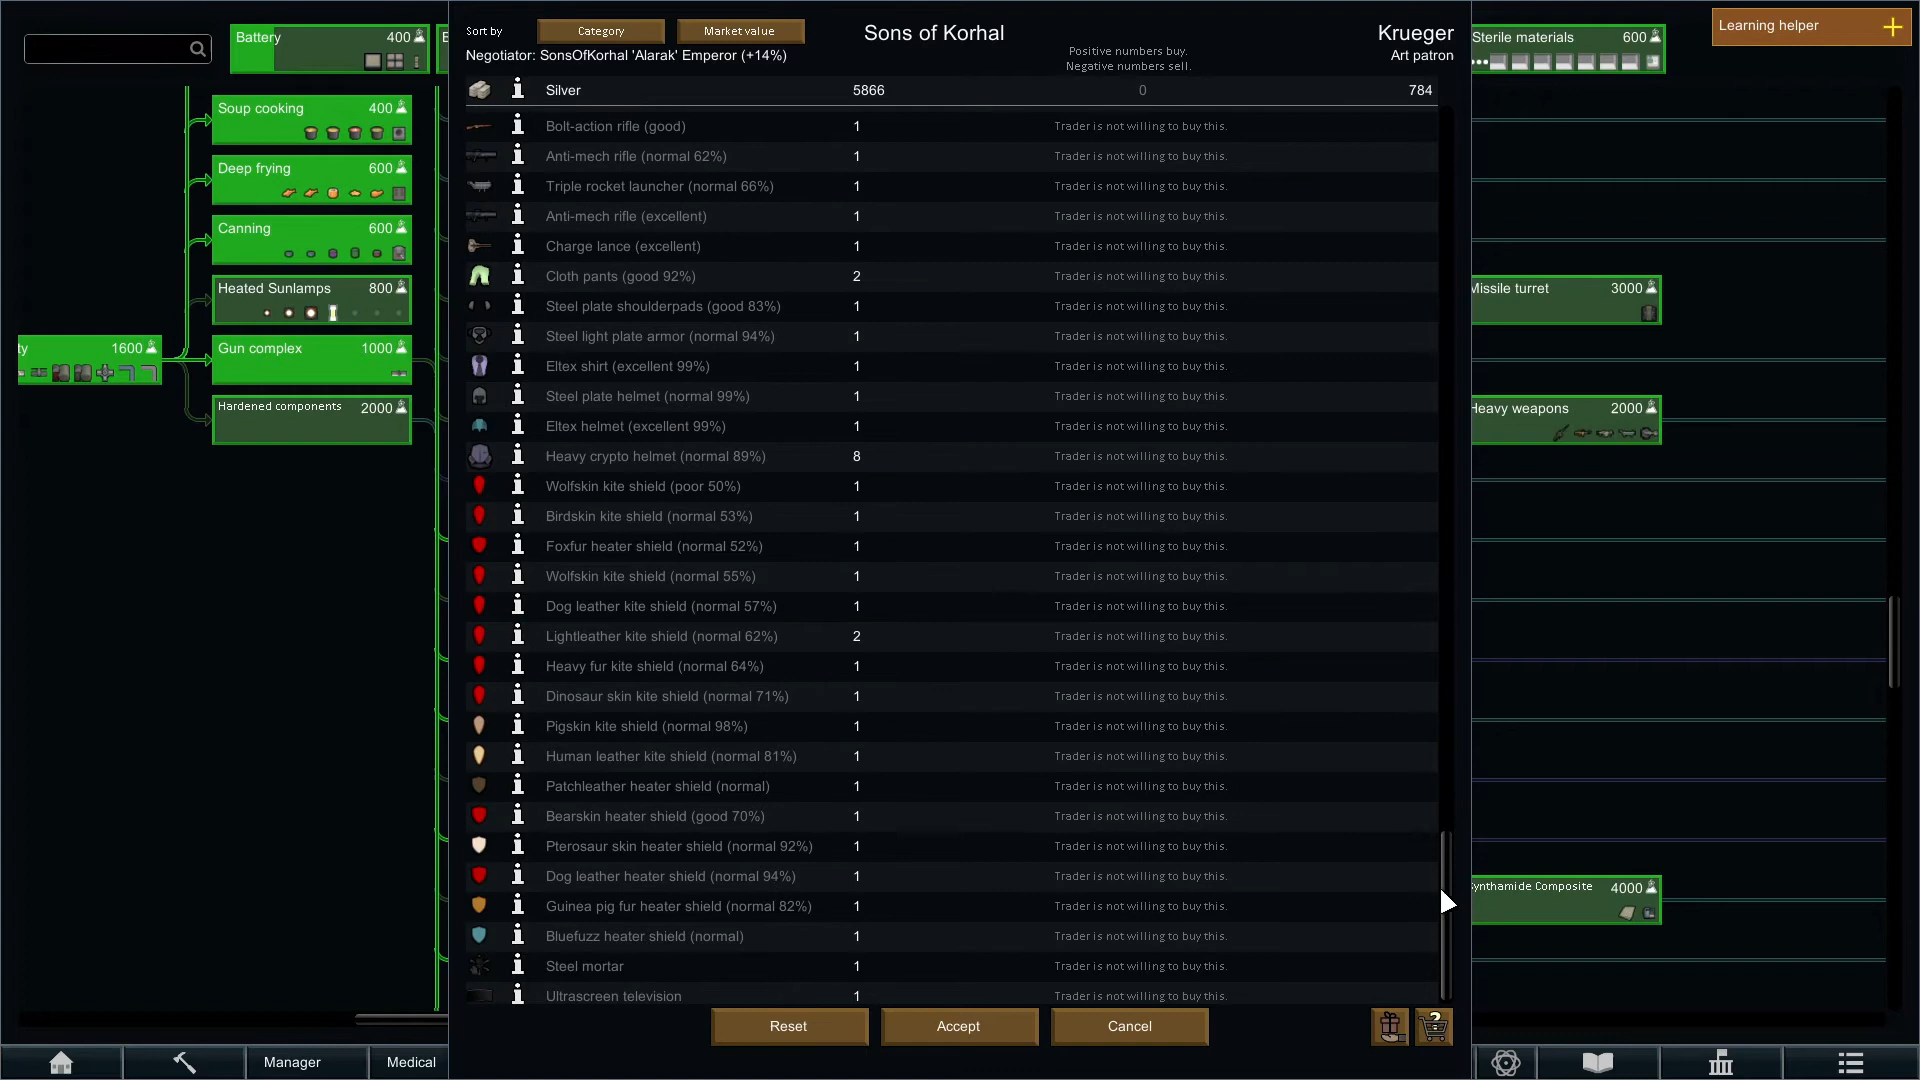 Battery 400
Soup cooking 400
Deep frying 600
Canning 600
Heated Sunlamps 800
ty 1600
Gun complex 1000
Hardened components 2000
Sort by
Category
Market value
Sons of Korhal
Krueger
Negotiator: SonsOfKorhal 'Alarak' Emperor (+14%)
Positive numbers buy.
Negative numbers sell.
Art patron
Silver 5866 0 784
Bolt-action rifle (good) 1 Trader is not willing to buy this.
Anti-mech rifle (normal 62%) 1 Trader is not willing to buy this.
Triple rocket launcher (normal 66%) 1 Trader is not willing to buy this.
Anti-mech rifle (excellent) 1 Trader is not willing to buy this.
Charge lance (excellent) 1 Trader is not willing to buy this.
Cloth pants (good 92%) 2 Trader is not willing to buy this.
Steel plate shoulderpads (good 83%) 1 Trader is not willing to buy this.
Steel light plate armor (normal 94%) 1 Trader is not willing to buy this.
Eltex shirt (excellent 99%) 1 Trader is not willing to buy this.
Steel plate helmet (normal 99%) 1 Trader is not willing to buy this.
Eltex helmet (excellent 99%) 1 Trader is not willing to buy this.
Heavy crypto helmet (normal 89%) 8 Trader is not willing to buy this.
Wolfskin kite shield (poor 50%) 1 Trader is not willing to buy this.
Birdskin kite shield (normal 53%) 1 Trader is not willing to buy this.
Foxfur heater shield (normal 52%) 1 Trader is not willing to buy this.
Wolfskin kite shield (normal 55%) 1 Trader is not willing to buy this.
Dog leather kite shield (normal 57%) 1 Trader is not willing to buy this.
Lightleather kite shield (normal 62%) 2 Trader is not willing to buy this.
Heavy fur kite shield (normal 64%) 1 Trader is not willing to buy this.
Dinosaur skin kite shield (normal 71%) 1 Trader is not willing to buy this.
Pigskin kite shield (normal 98%) 1 Trader is not willing to buy this.
Human leather kite shield (normal 81%) 1 Trader is not willing to buy this.
Patchleather heater shield (normal) 1 Trader is not willing to buy this.
Bearskin heater shield (good 70%) 1 Trader is not willing to buy this.
Pterosaur skin heater shield (normal 92%) 1 Trader is not willing to buy this.
Dog leather heater shield (normal 94%) 1 Trader is not willing to buy this.
Guinea pig fur heater shield (normal 82%) 1 Trader is not willing to buy this.
Bluefuzz heater shield (normal) 1 Trader is not willing to buy this.
Steel mortar 1 Trader is not willing to buy this.
Ultrascreen television 1 Trader is not willing to buy this.
Reset
Accept
Cancel
Learning helper
Sterile materials 600
Missile turret 3000
Heavy weapons 2000
Synthamide Composite 4000
Manager
Medical